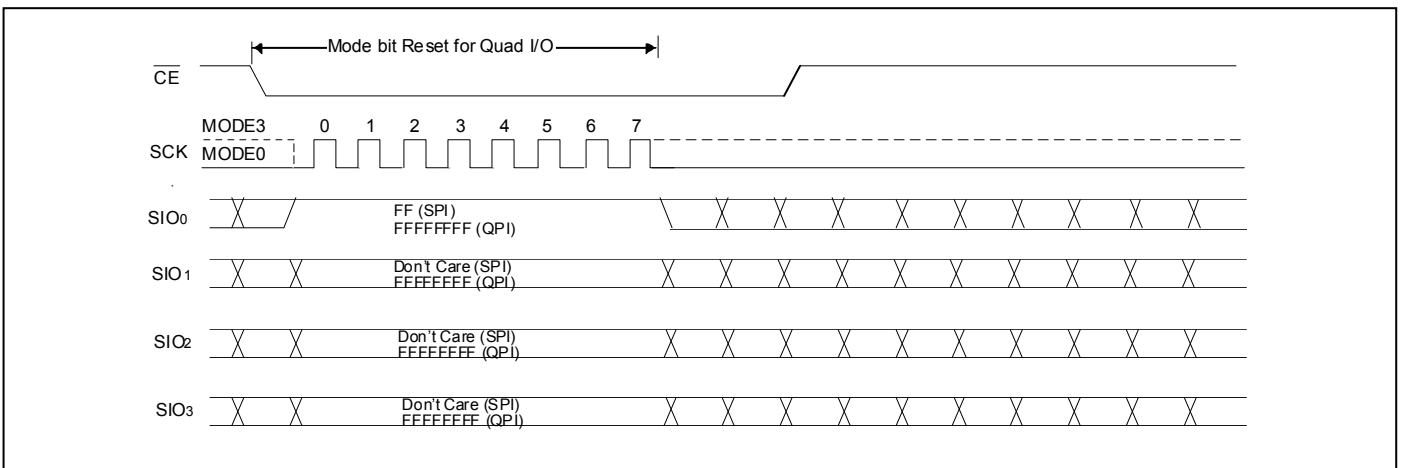 Mode bit Reset for Quad I/O
CE
MODE3 0 1 2 3 4 5 6 7
SCK MODE0
SIO0 FF (SPI)
FFFFFFFF (QPI)
SIO1 Don't Care (SPI)
FFFFFFFF (QPI)
SIO2 Don't Care (SPI)
FFFFFFFF (QPI)
SIO3 Don't Care (SPI)
FFFFFFFF (QPI)